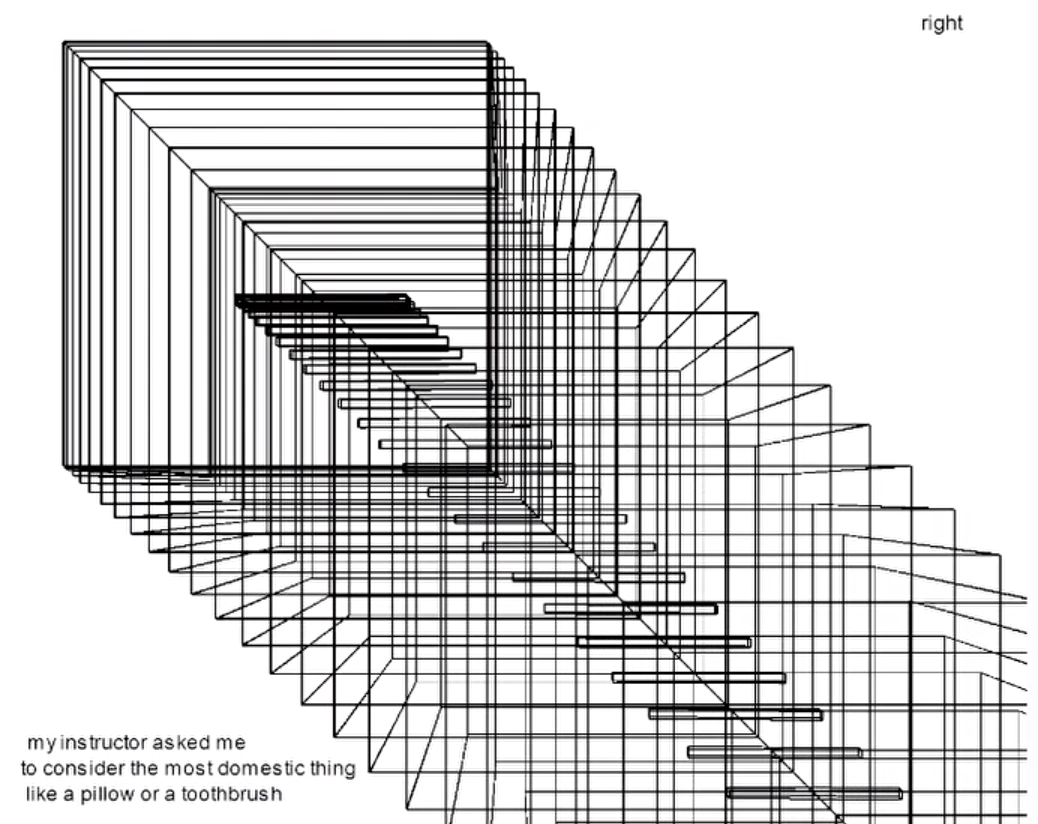 right
my instructor asked me
to consider the most domestic thing
like a pillow or a toothbrush